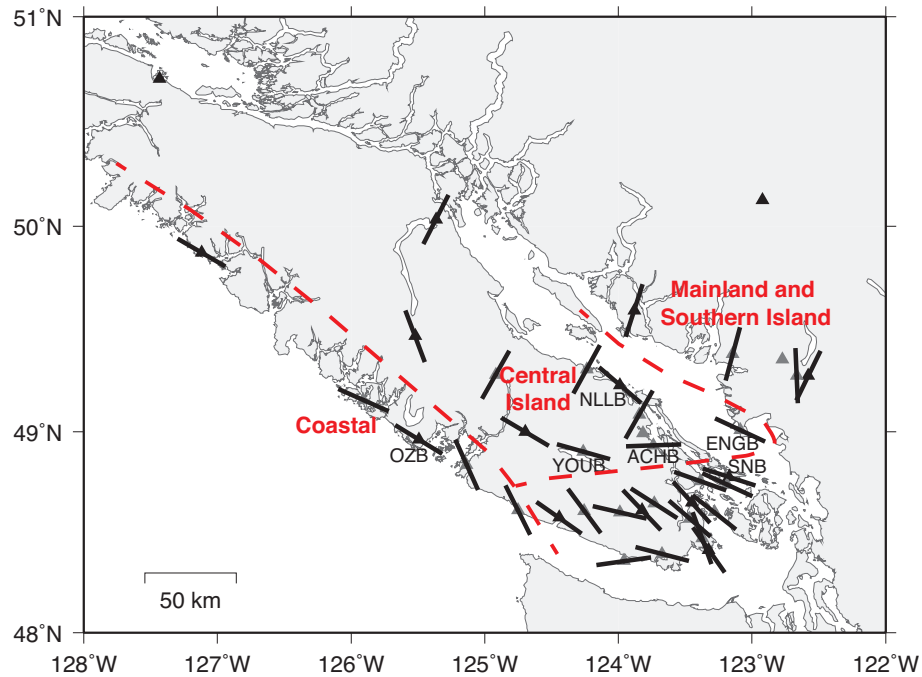 51°N
50°N
49°N
48°N
Mainland and
Southern Island
Central
Island
Coastal
NLLB
OZB
YOUB
ACHB
ENGB
SNB
50 km
128°W
127°W
126°W
125°W
124°W
123°W
122°W